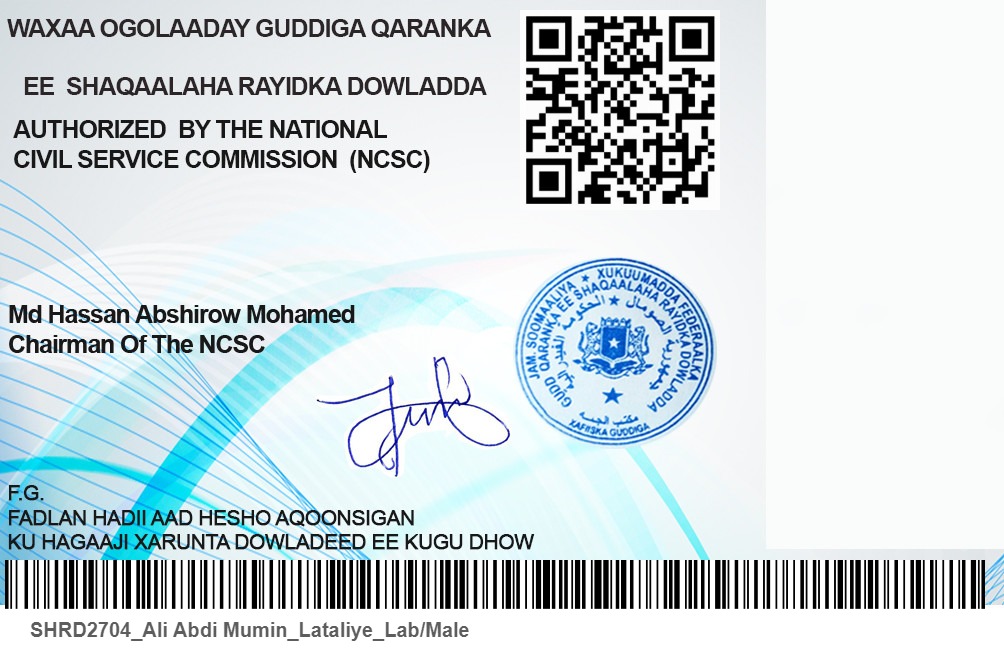 WAXAA OGOLAADAY GUDDIGA QARANKA
EE SHAQAALAHA RAYIDKA DOWLADDA
AUTHORIZED BY THE NATIONAL
CIVIL SERVICE COMMISSION (NCSC)
JAM. SOOMAALIYA ★ XUKUUMADDA FEDERAALKA
GUDD QARANKA EE SHAQAALAHA RAYIDKA DOWLADDA
مكتب
XAFIISKA GUDDIGA
Md Hassan Abshirow Mohamed
Chairman Of The NCSC
F.G.
FADLAN HADII AAD HESHO AQOONSIGAN
KU HAGAAJI XARUNTA DOWLADEED EE KUGU DHOW
SHRD2704_Ali Abdi Mumin_Lataliye_Lab/Male